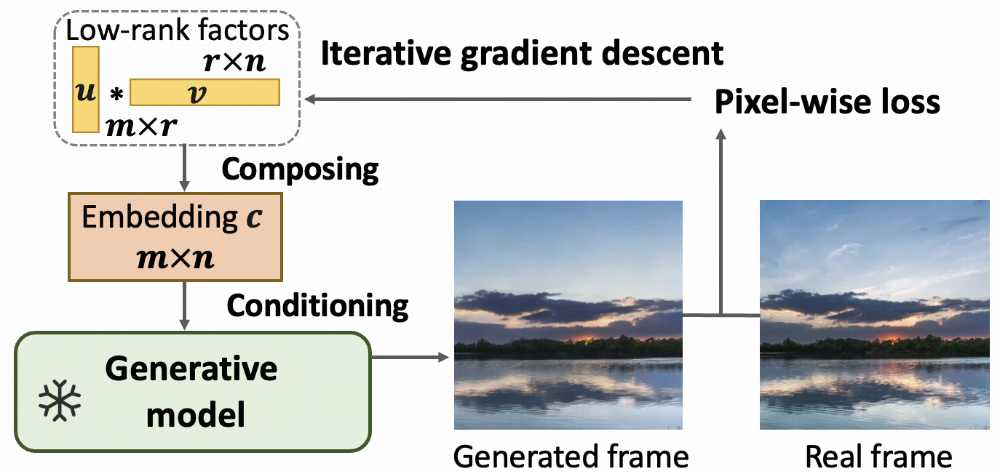 Low-rank factors
r×n
u * v
m×r
Iterative gradient descent
Pixel-wise loss
Composing
Embedding c
m×n
Conditioning
Generative
model
Generated frame
Real frame